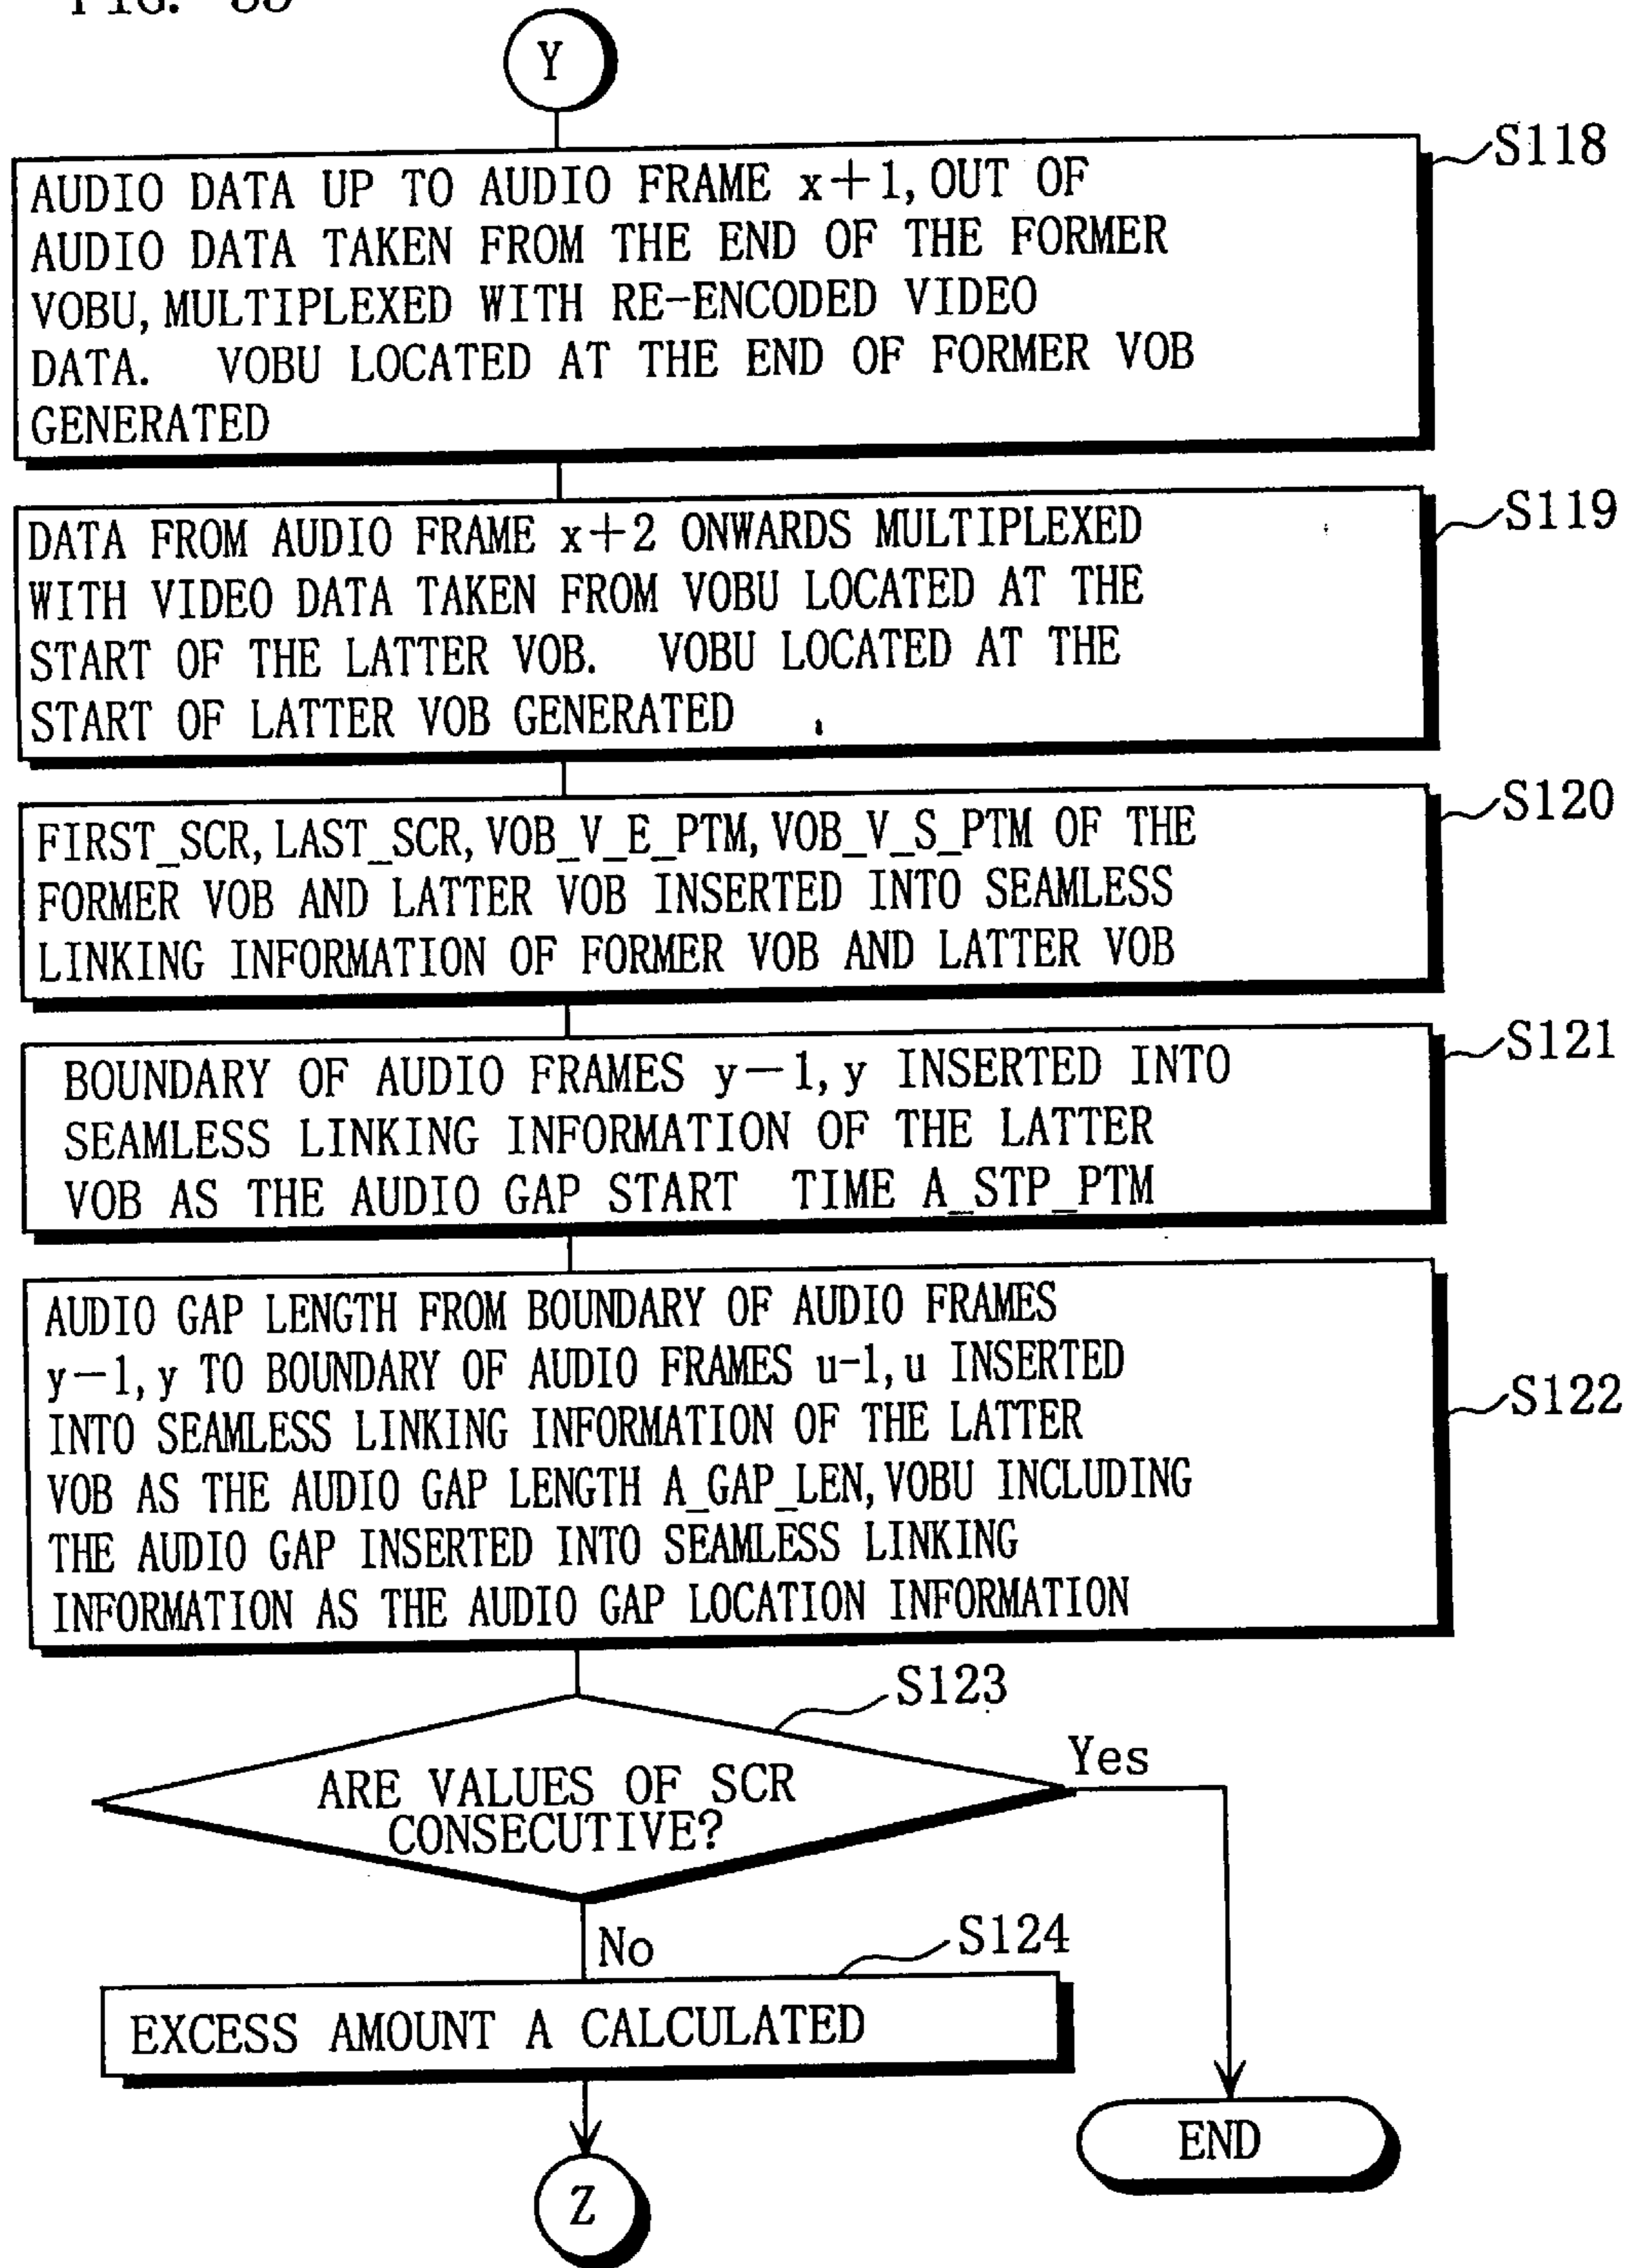 FIG. 33
Y
S118
AUDIO DATA UP TO AUDIO FRAME x+1, OUT OF
AUDIO DATA TAKEN FROM THE END OF THE FORMER
VOBU, MULTIPLEXED WITH RE-ENCODED VIDEO
DATA. VOBU LOCATED AT THE END OF FORMER VOB
GENERATED
S119
DATA FROM AUDIO FRAME x+2 ONWARDS MULTIPLEXED
WITH VIDEO DATA TAKEN FROM VOBU LOCATED AT THE
START OF THE LATTER VOB. VOBU LOCATED AT THE
START OF LATTER VOB GENERATED
S120
FIRST_SCR, LAST_SCR, VOB_V_E_PTM, VOB_V_S_PTM OF THE
FORMER VOB AND LATTER VOB INSERTED INTO SEAMLESS
LINKING INFORMATION OF FORMER VOB AND LATTER VOB
S121
BOUNDARY OF AUDIO FRAMES y−1, y INSERTED INTO
SEAMLESS LINKING INFORMATION OF THE LATTER
VOB AS THE AUDIO GAP START TIME A_STP_PTM
S122
AUDIO GAP LENGTH FROM BOUNDARY OF AUDIO FRAMES
y−1, y TO BOUNDARY OF AUDIO FRAMES u-1, u INSERTED
INTO SEAMLESS LINKING INFORMATION OF THE LATTER
VOB AS THE AUDIO GAP LENGTH A_GAP_LEN, VOBU INCLUDING
THE AUDIO GAP INSERTED INTO SEAMLESS LINKING
INFORMATION AS THE AUDIO GAP LOCATION INFORMATION
S123
ARE VALUES OF SCR
CONSECUTIVE?
Yes
No
S124
EXCESS AMOUNT A CALCULATED
END
Z